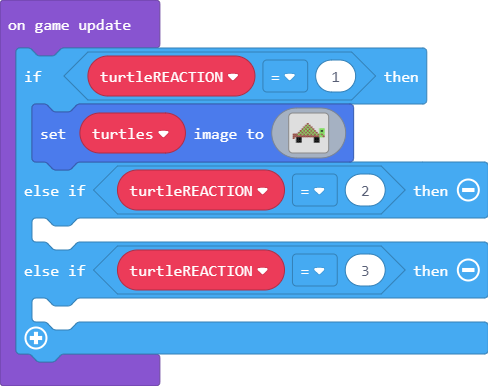 on game update
if turtleREACTION = 1 then
set turtles image to
else if turtleREACTION = 2 then
else if turtleREACTION = 3 then